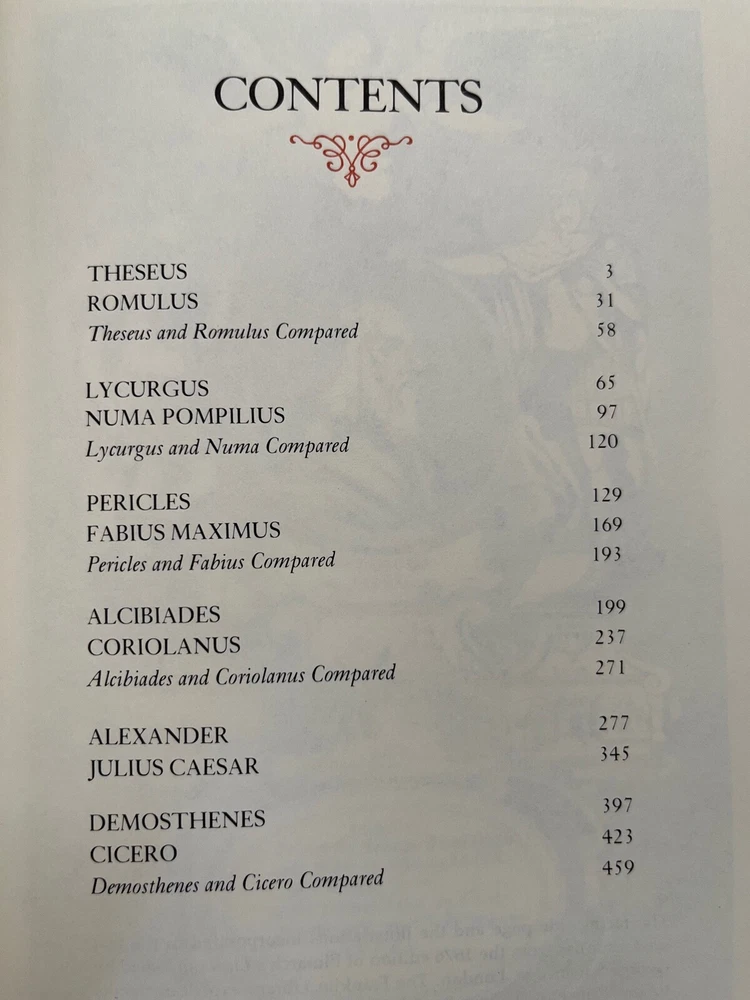 CONTENTS
THESEUS 3
ROMULUS 31
Theseus and Romulus Compared 58
LYCURGUS 65
NUMA POMPILIUS 97
Lycurgus and Numa Compared 120
PERICLES 129
FABIUS MAXIMUS 169
Pericles and Fabius Compared 193
ALCIBIADES 199
CORIOLANUS 237
Alcibiades and Coriolanus Compared 271
ALEXANDER 277
JULIUS CAESAR 345
DEMOSTHENES 397
CICERO 423
Demosthenes and Cicero Compared 459